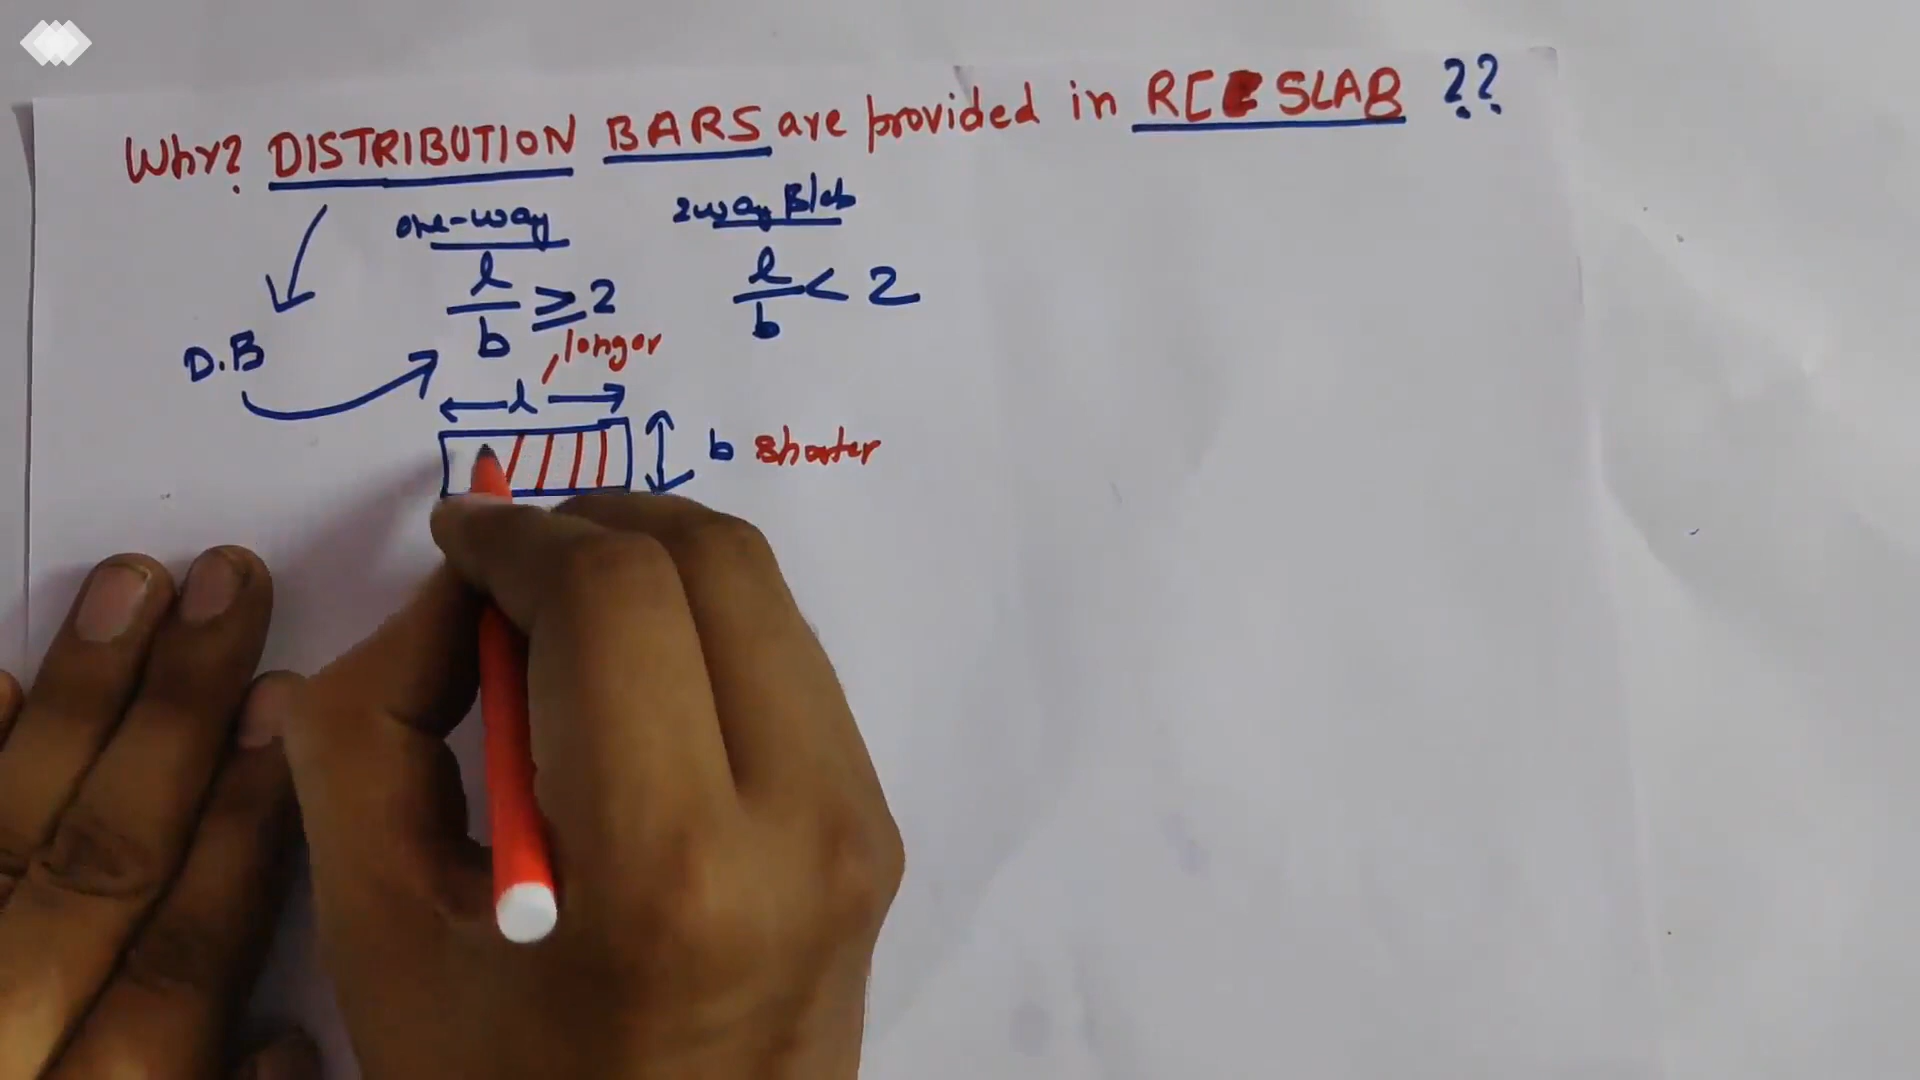 Why? DISTRIBUTION BARS are provided in RCC SLAB ??
one-way
2way Slab
l/b ≥ 2
l/b < 2
D.B
longer
l
b shorter